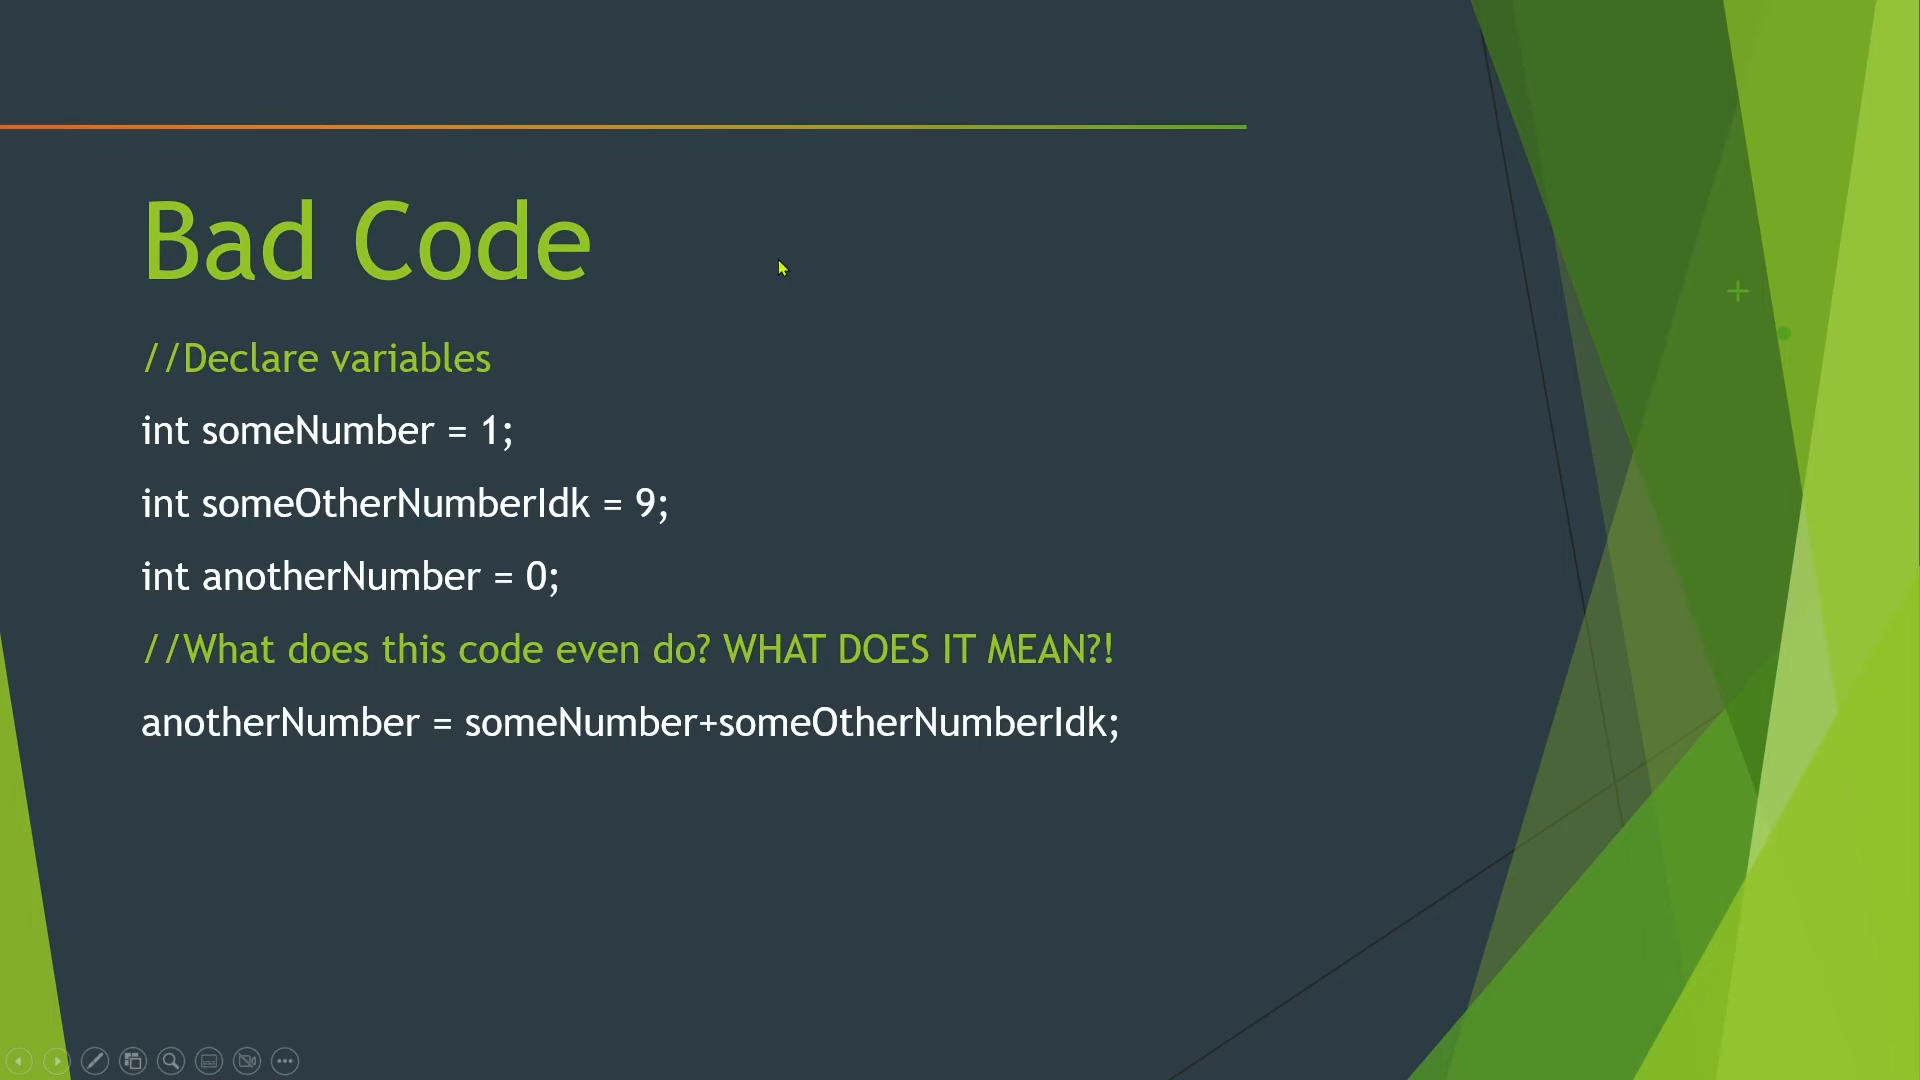 Bad Code
//Declare variables
int someNumber = 1;
int someOtherNumberIdk = 9;
int anotherNumber = 0;
//What does this code even do? WHAT DOES IT MEAN?!
anotherNumber = someNumber+someOtherNumberIdk;